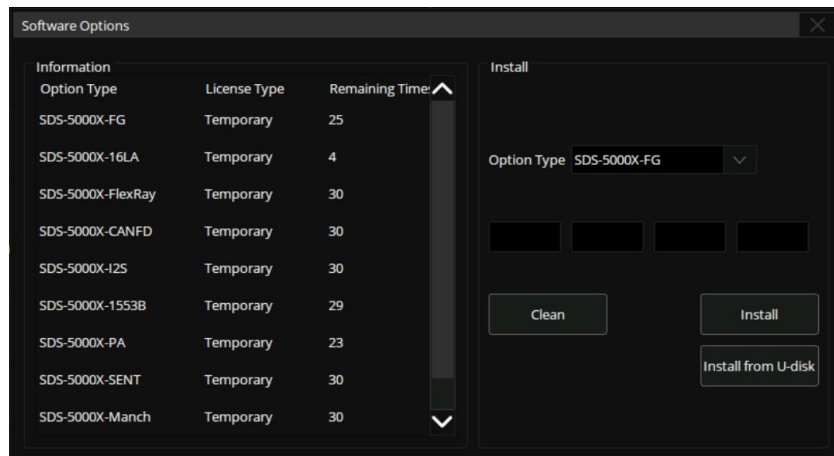 Software Options
Information
Option Type License Type Remaining Times
SDS-5000X-FG Temporary 25
SDS-5000X-16LA Temporary 4
SDS-5000X-FlexRay Temporary 30
SDS-5000X-CANFD Temporary 30
SDS-5000X-I2S Temporary 30
SDS-5000X-1553B Temporary 29
SDS-5000X-PA Temporary 23
SDS-5000X-SENT Temporary 30
SDS-5000X-Manch Temporary 30
Install
Option Type SDS-5000X-FG
Clean Install
Install from U-disk